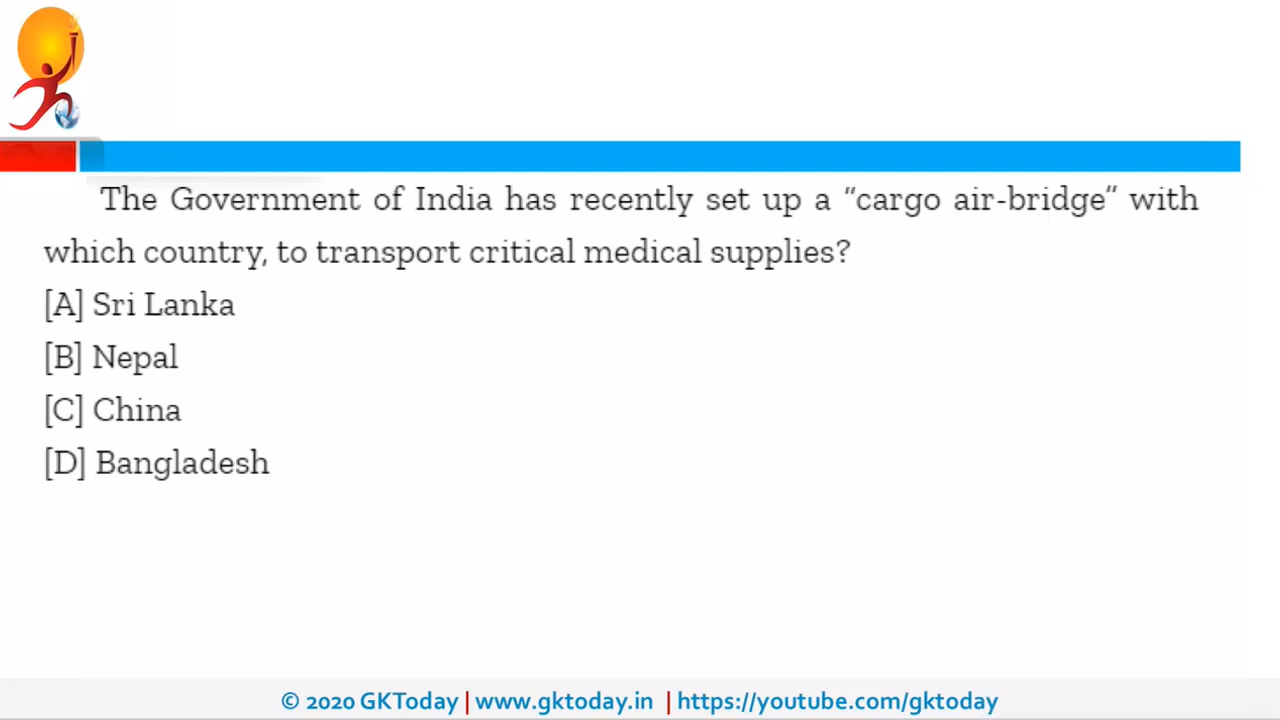 The Government of India has recently set up a “cargo air-bridge“ with
which country, to transport critical medical supplies?
[A] Sri Lanka
[B] Nepal
[C] China
[D] Bangladesh
© 2020 GKToday | www.gktoday.in | https://youtube.com/gktoday